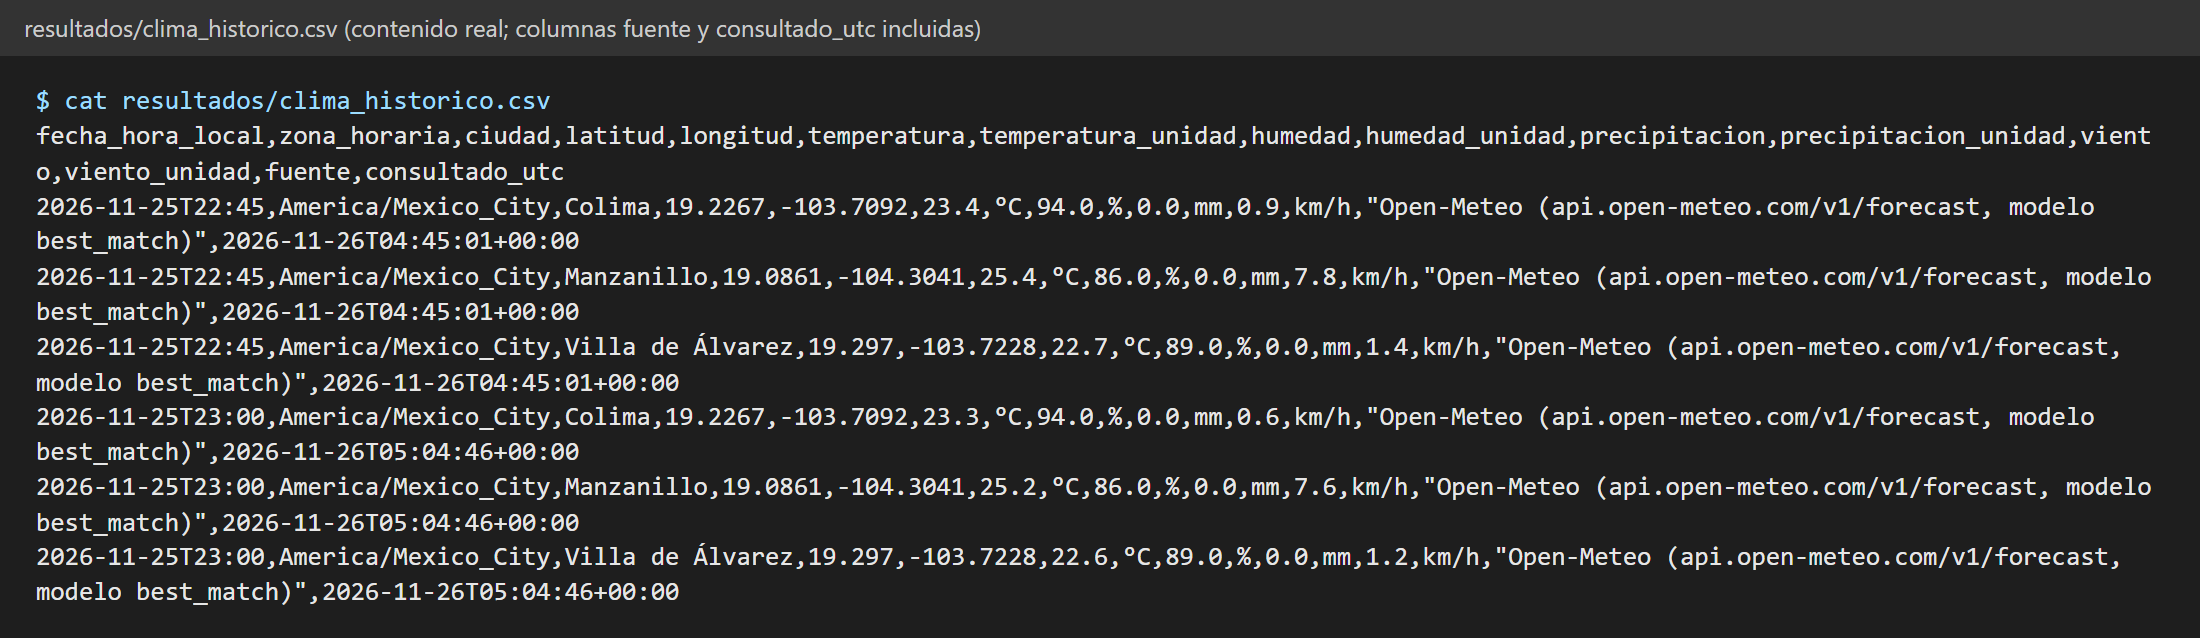 resultados/clima_historico.csv (contenido real; columnas fuente y consultado_utc incluidas)
$ cat resultados/clima_historico.csv
fecha_hora_local,zona_horaria,ciudad,latitud,longitud,temperatura,temperatura_unidad,humedad,humedad_unidad,precipitacion,precipitacion_unidad,vient
o,viento_unidad,fuente,consultado_utc
2026-11-25T22:45,America/Mexico_City,Colima,19.2267,-103.7092,23.4,°C,94.0,%,0.0,mm,0.9,km/h,"Open-Meteo (api.open-meteo.com/v1/forecast, modelo
best_match)",2026-11-26T04:45:01+00:00
2026-11-25T22:45,America/Mexico_City,Manzanillo,19.0861,-104.3041,25.4,°C,86.0,%,0.0,mm,7.8,km/h,"Open-Meteo (api.open-meteo.com/v1/forecast, modelo
best_match)",2026-11-26T04:45:01+00:00
2026-11-25T22:45,America/Mexico_City,Villa de Álvarez,19.297,-103.7228,22.7,°C,89.0,%,0.0,mm,1.4,km/h,"Open-Meteo (api.open-meteo.com/v1/forecast,
modelo best_match)",2026-11-26T04:45:01+00:00
2026-11-25T23:00,America/Mexico_City,Colima,19.2267,-103.7092,23.3,°C,94.0,%,0.0,mm,0.6,km/h,"Open-Meteo (api.open-meteo.com/v1/forecast, modelo
best_match)",2026-11-26T05:04:46+00:00
2026-11-25T23:00,America/Mexico_City,Manzanillo,19.0861,-104.3041,25.2,°C,86.0,%,0.0,mm,7.6,km/h,"Open-Meteo (api.open-meteo.com/v1/forecast, modelo
best_match)",2026-11-26T05:04:46+00:00
2026-11-25T23:00,America/Mexico_City,Villa de Álvarez,19.297,-103.7228,22.6,°C,89.0,%,0.0,mm,1.2,km/h,"Open-Meteo (api.open-meteo.com/v1/forecast,
modelo best_match)",2026-11-26T05:04:46+00:00